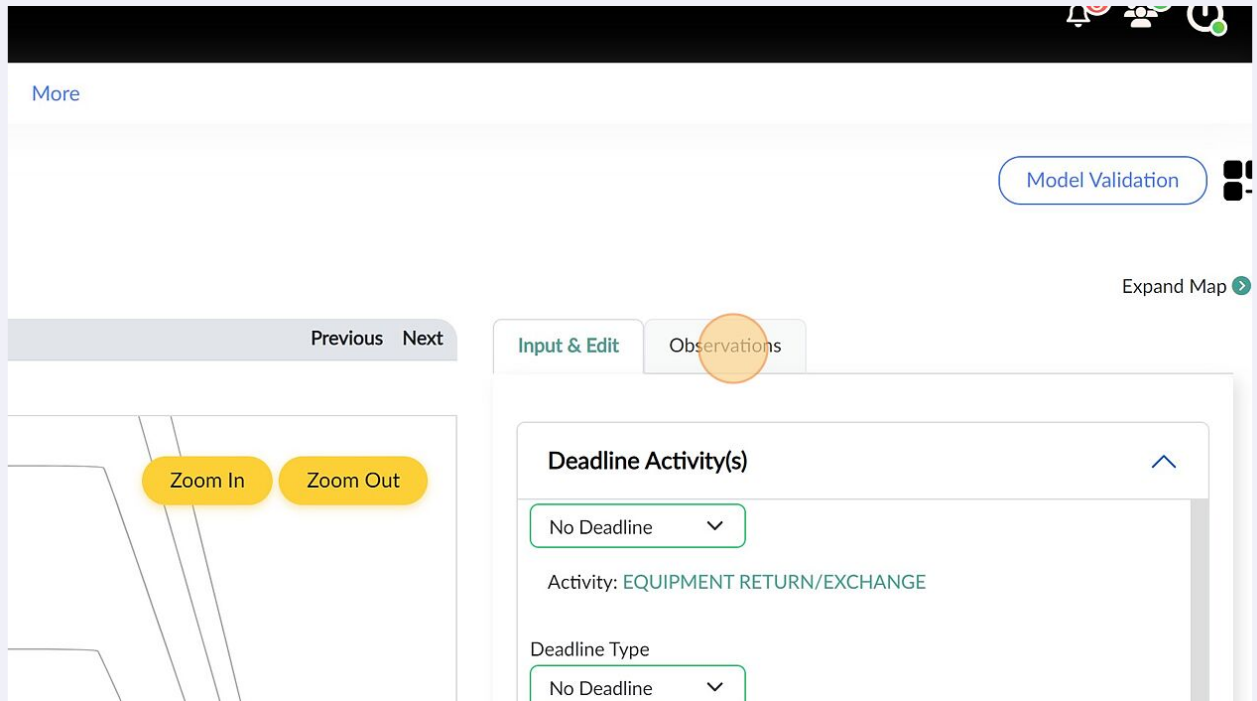 More
Model Validation
Expand Map
Previous Next
Input & Edit Observations
Zoom In Zoom Out
Deadline Activity(s)
No Deadline
Activity: EQUIPMENT RETURN/EXCHANGE
Deadline Type
No Deadline